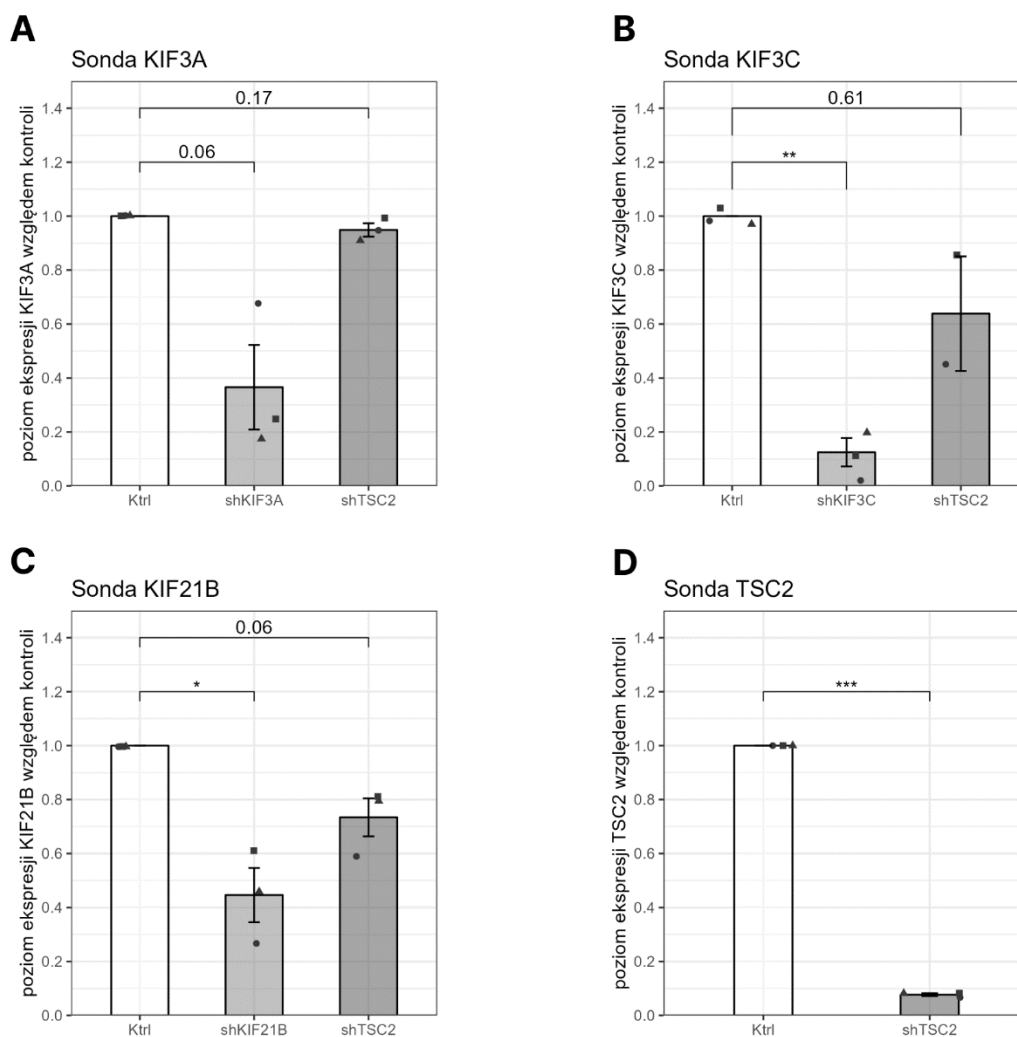 A
Sonda KIF3A
poziom ekspresji KIF3A względem kontroli
1.4
1.2
1.0
0.8
0.6
0.4
0.2
0.0
0.17
0.06
Ktrl
shKIF3A
shTSC2
B
Sonda KIF3C
poziom ekspresji KIF3C względem kontroli
1.4
1.2
1.0
0.8
0.6
0.4
0.2
0.0
0.61
**
Ktrl
shKIF3C
shTSC2
C
Sonda KIF21B
poziom ekspresji KIF21B względem kontroli
1.4
1.2
1.0
0.8
0.6
0.4
0.2
0.0
0.06
*
Ktrl
shKIF21B
shTSC2
D
Sonda TSC2
poziom ekspresji TSC2 względem kontroli
1.4
1.2
1.0
0.8
0.6
0.4
0.2
0.0
***
Ktrl
shTSC2